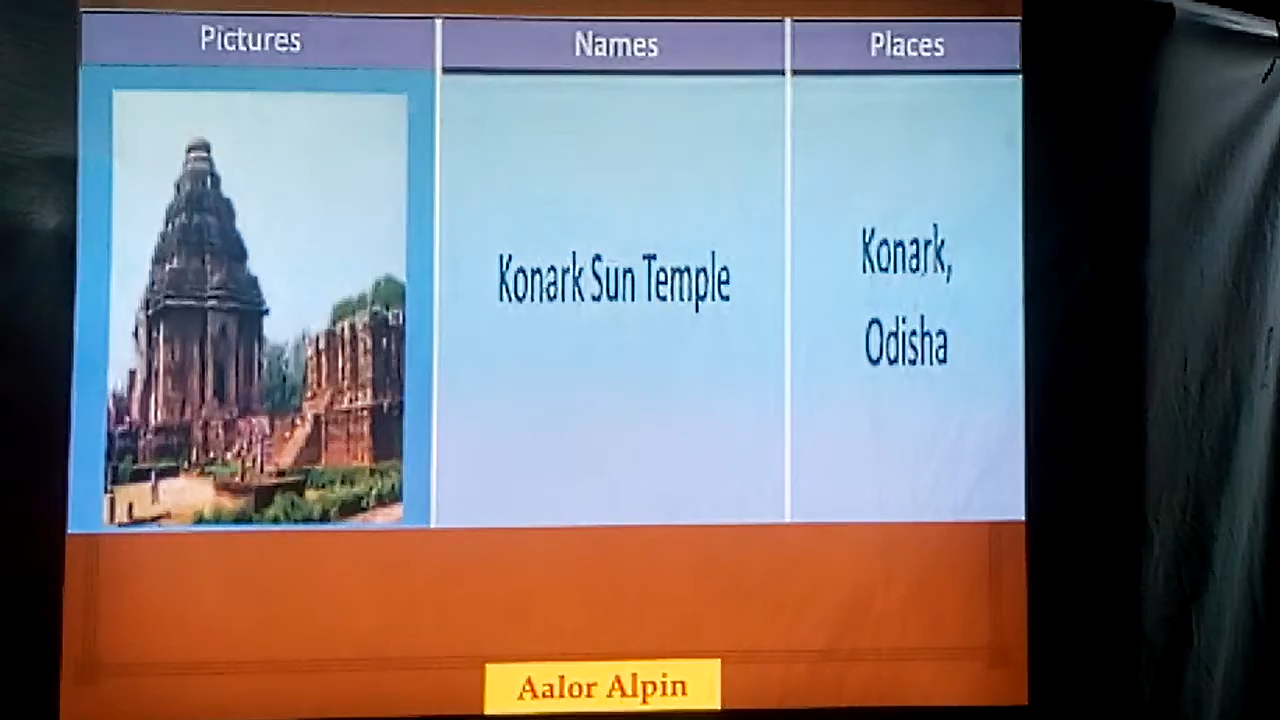 Pictures
Names
Places
Konark Sun Temple
Konark,
Odisha
Aalor Alpin